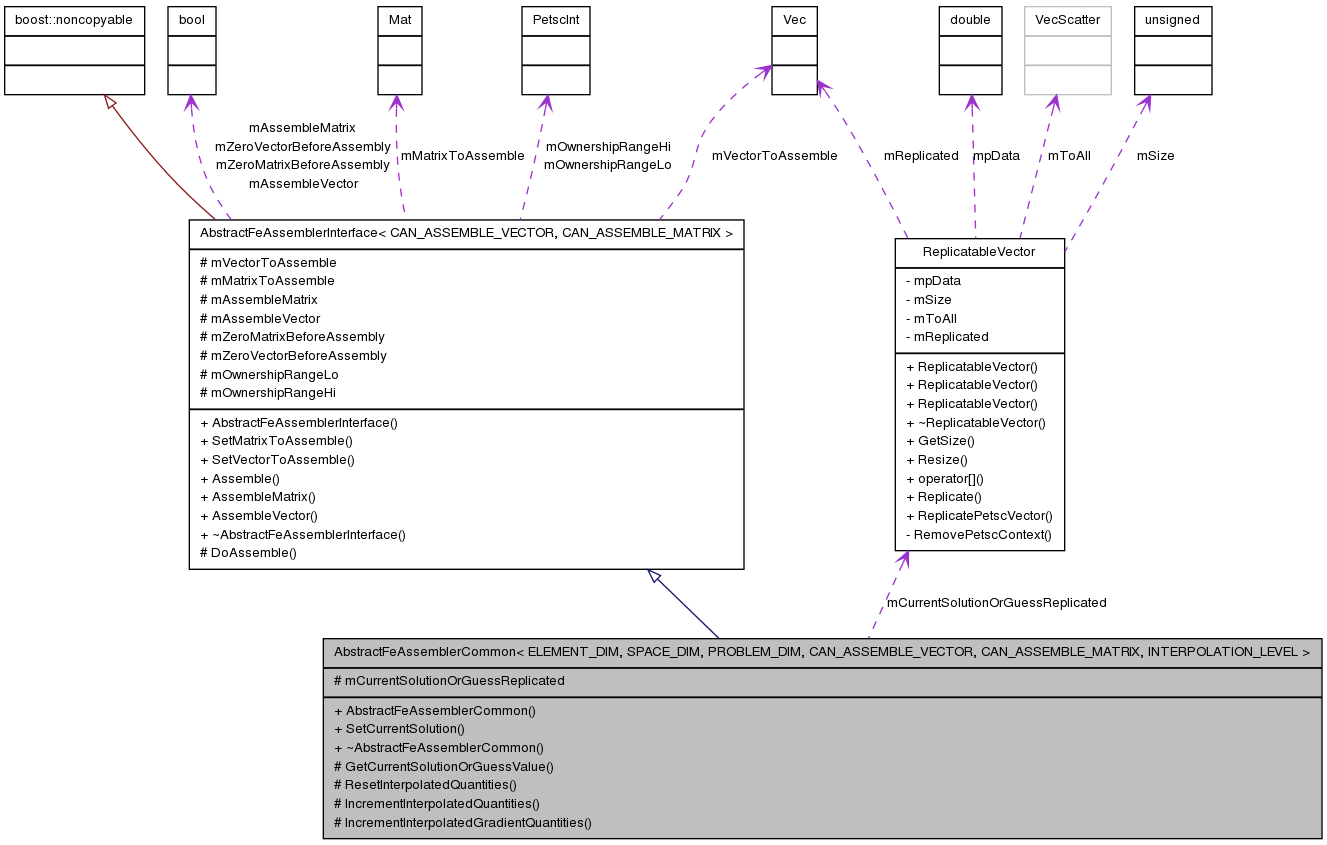 boost::noncopyable
bool
Mat
PetscInt
Vec
double
VecScatter
unsigned
mAssembleMatrix
mZeroVectorBeforeAssembly
mZeroMatrixBeforeAssembly
mAssembleVector
mMatrixToAssemble
mOwnershipRangeHi
mOwnershipRangeLo
mVectorToAssemble
mReplicated
mpData
mToAll
mSize
AbstractFeAssemblerInterface< CAN_ASSEMBLE_VECTOR, CAN_ASSEMBLE_MATRIX >
# mVectorToAssemble
# mMatrixToAssemble
# mAssembleMatrix
# mAssembleVector
# mZeroMatrixBeforeAssembly
# mZeroVectorBeforeAssembly
# mOwnershipRangeLo
# mOwnershipRangeHi
+ AbstractFeAssemblerInterface()
+ SetMatrixToAssemble()
+ SetVectorToAssemble()
+ Assemble()
+ AssembleMatrix()
+ AssembleVector()
+ ~AbstractFeAssemblerInterface()
# DoAssemble()
ReplicatableVector
- mpData
- mSize
- mToAll
- mReplicated
+ ReplicatableVector()
+ ReplicatableVector()
+ ReplicatableVector()
+ ~ReplicatableVector()
+ GetSize()
+ Resize()
+ operator[]()
+ Replicate()
+ ReplicatePetscVector()
- RemovePetscContext()
mCurrentSolutionOrGuessReplicated
AbstractFeAssemblerCommon< ELEMENT_DIM, SPACE_DIM, PROBLEM_DIM, CAN_ASSEMBLE_VECTOR, CAN_ASSEMBLE_MATRIX, INTERPOLATION_LEVEL >
# mCurrentSolutionOrGuessReplicated
+ AbstractFeAssemblerCommon()
+ SetCurrentSolution()
+ ~AbstractFeAssemblerCommon()
# GetCurrentSolutionOrGuessValue()
# ResetInterpolatedQuantities()
# IncrementInterpolatedQuantities()
# IncrementInterpolatedGradientQuantities()